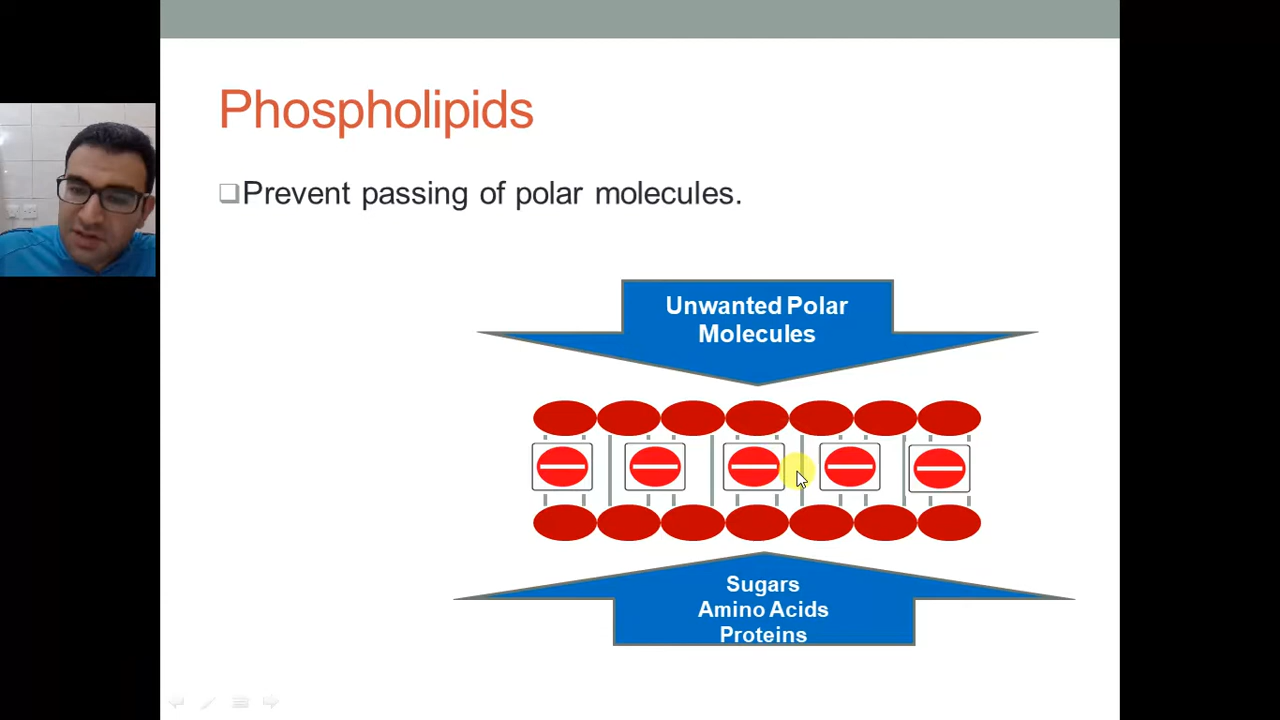 Phospholipids
Prevent passing of polar molecules.
Unwanted Polar
Molecules
Sugars
Amino Acids
Proteins